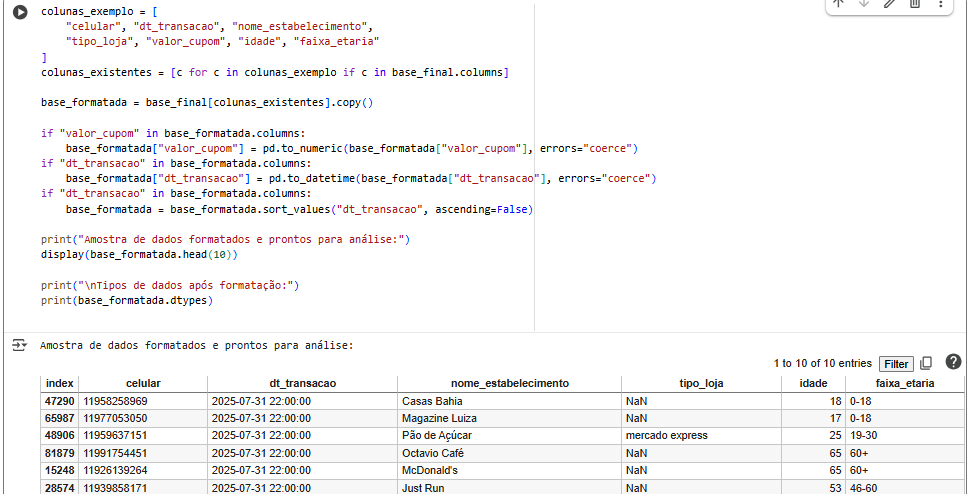 colunas_exemplo = [
"celular", "dt_transacao", "nome_estabelecimento",
"tipo_loja", "valor_cupom", "idade", "faixa_etaria"
]
colunas_existentes = [c for c in colunas_exemplo if c in base_final.columns]
base_formatada = base_final[colunas_existentes].copy()
if "valor_cupom" in base_formatada.columns:
base_formatada["valor_cupom"] = pd.to_numeric(base_formatada["valor_cupom"], errors="coerce")
if "dt_transacao" in base_formatada.columns:
base_formatada["dt_transacao"] = pd.to_datetime(base_formatada["dt_transacao"], errors="coerce")
if "dt_transacao" in base_formatada.columns:
base_formatada = base_formatada.sort_values("dt_transacao", ascending=False)
print("Amostra de dados formatados e prontos para análise:")
display(base_formatada.head(10))
print("\nTipos de dados após formatação:")
print(base_formatada.dtypes)
Amostra de dados formatados e prontos para análise:
1 to 10 of 10 entries Filter
index celular dt_transacao nome_estabelecimento tipo_loja idade faixa_etaria
47290 11958258969 2025-07-31 22:00:00 Casas Bahia NaN 18 0-18
65987 11977053050 2025-07-31 22:00:00 Magazine Luiza NaN 17 0-18
48906 11959637151 2025-07-31 22:00:00 Pão de Açúcar mercado express 25 19-30
81879 11991754451 2025-07-31 22:00:00 Octavio Café NaN 65 60+
15248 11926139264 2025-07-31 22:00:00 McDonald's NaN 65 60+
28574 11939858171 2025-07-31 22:00:00 Just Run NaN 53 46-60